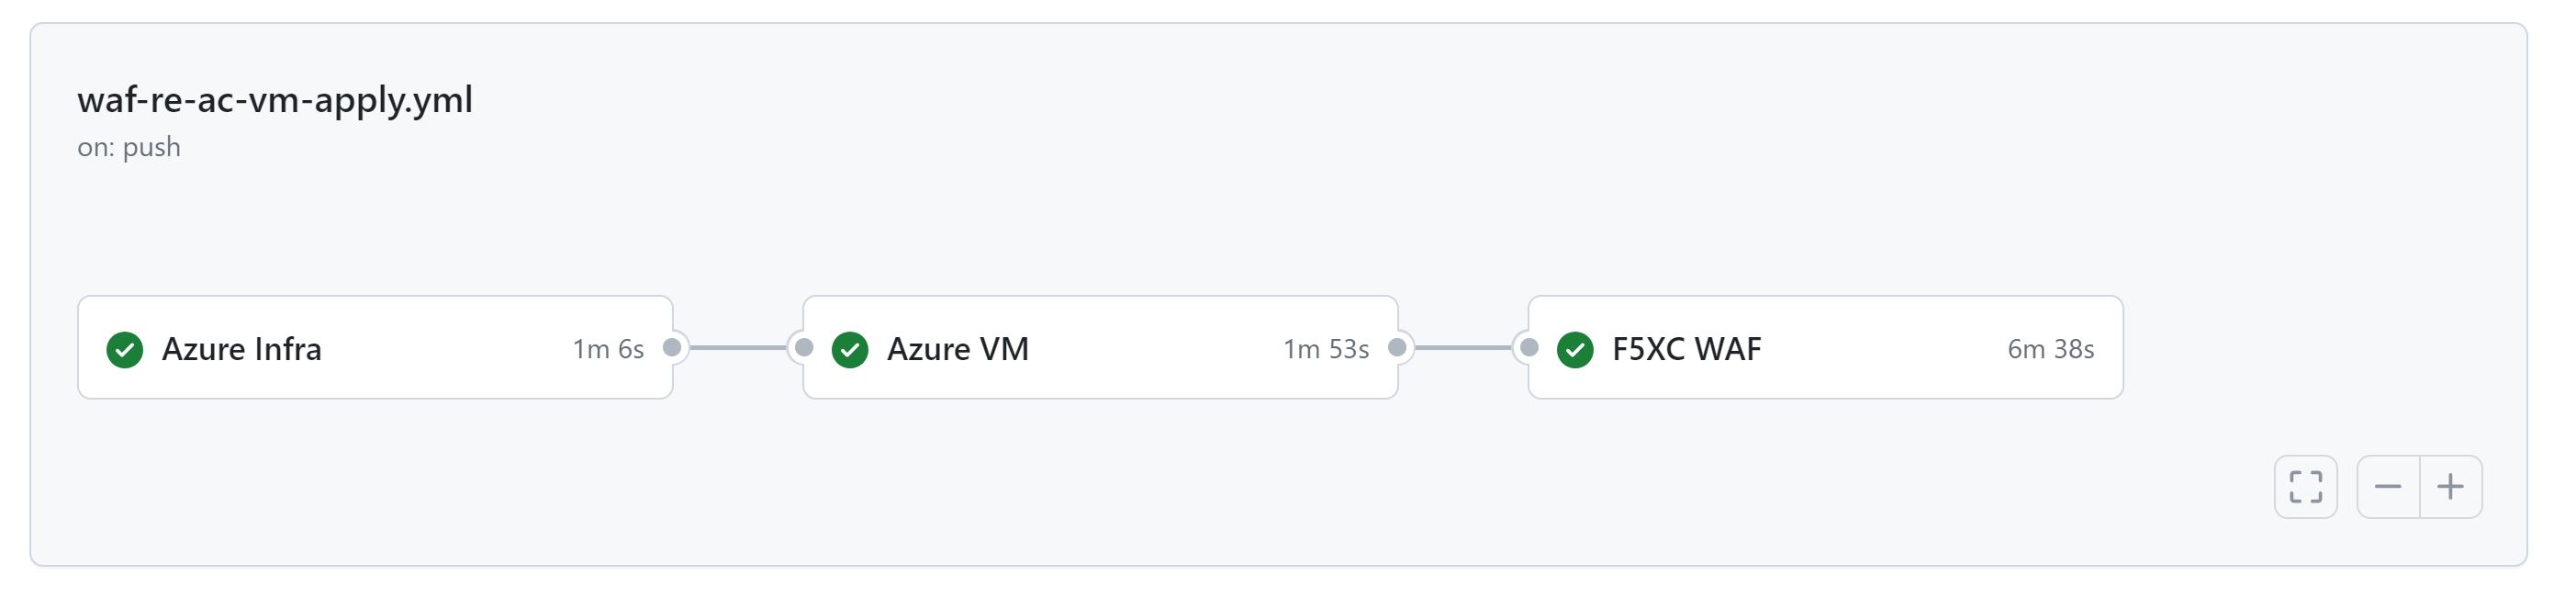 waf-re-ac-vm-apply.yml
on: push
Azure Infra 1m 6s
Azure VM 1m 53s
F5XC WAF 6m 38s